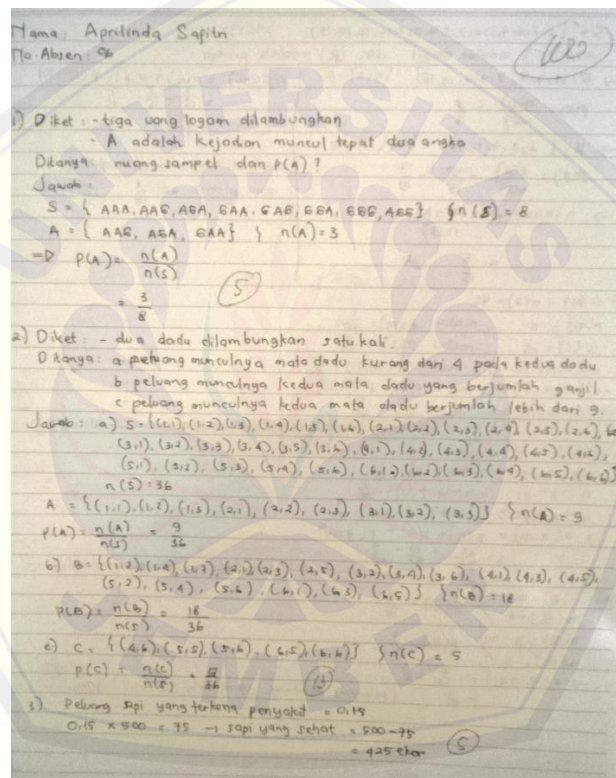 Nama : Aprilinda Safitri
No. Absen : 06
100
1) Diket : - tiga uang logam dilambungkan
- A adalah kejadian muncul tepat dua angka
Ditanya : ruang sampel dan P(A) ?
Jawab :
S = { AAA, AAG, AGA, GAA, GAG, GGA, GGG, AGG } } n(S) = 8
A = { AAG, AGA, GAA } } n(A) = 3
=D P(A) = n(A) / n(S)
= 3/8
5
2) Diket : - dua dadu dilambungkan satu kali.
Ditanya : a. peluang munculnya mata dadu kurang dari 4 pada kedua dadu
b peluang munculnya kedua mata dadu yang berjumlah ganjil
c peluang munculnya kedua mata dadu berjumlah lebih dari 9.
Jawab : a) S = {(1,1), (1,2), (1,3), (1,4), (1,5), (1,6), (2,1), (2,2), (2,3), (2,4) (2,5), (2,6),
(3,1), (3,2), (3,3), (3,4), (3,5), (3,6), (4,1), (4,2), (4,3), (4,4), (4,5), (4,6),
(5,1), (5,2), (5,3), (5,4), (5,6), (6,1), (6,2), (6,3), (6,4), (6,5), (6,6)}
n(S) = 36
A = {(1,1), (1,2), (1,3), (2,1), (2,2), (2,3), (3,1), (3,2), (3,3)} } n(A) = 9
P(A) = n(A) / n(S) = 9/36
b) B = {(1,2), (1,4), (2,1), (2,3), (2,5), (3,2), (3,4), (3,6), (4,1), (4,3), (4,5),
(5,2), (5,4), (5,6), (6,1), (6,3), (6,5)} } n(B) = 18
P(B) = n(B) / n(S) = 18/36
c) C = {(4,6), (5,5), (5,6), (6,5), (6,6)} } n(C) = 5
P(C) = n(C) / n(S) = 5/36
13
3) Peluang sapi yang terkena penyakit = 0,15
0,15 x 500 = 75 → sapi yang sehat = 500 - 75
= 425 ekor
5
UNIVERSITAS
JEMBER